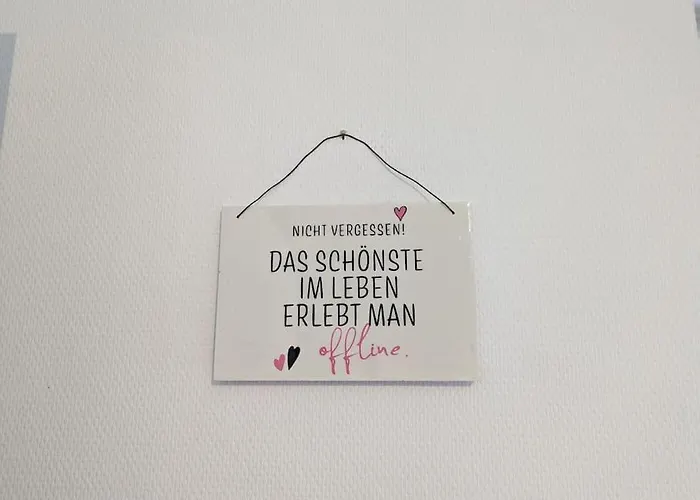 NICHT VERGESSEN!
DAS SCHÖNSTE
IM LEBEN
ERLEBT MAN
offline.